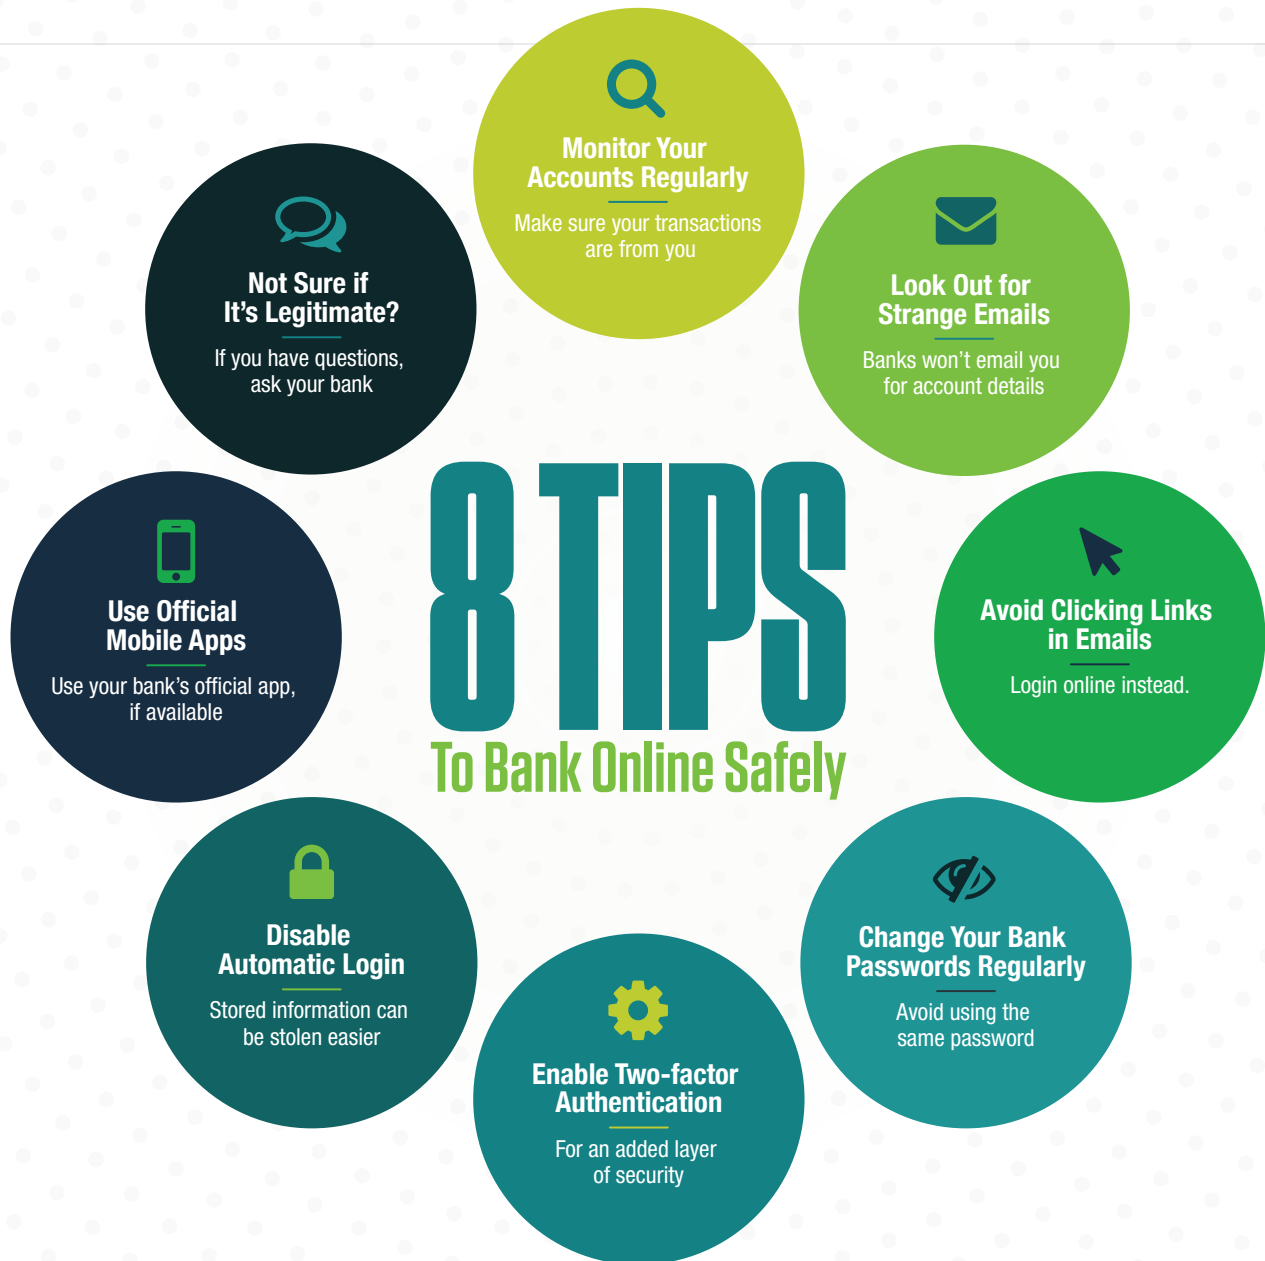 Monitor Your
Accounts Regularly
Make sure your transactions
are from you
Look Out for
Strange Emails
Banks won't email you
for account details
Avoid Clicking Links
in Emails
Login online instead.
Change Your Bank
Passwords Regularly
Avoid using the
same password
Enable Two-factor
Authentication
For an added layer
of security
Disable
Automatic Login
Stored information can
be stolen easier
Use Official
Mobile Apps
Use your bank's official app,
if available
Not Sure if
It's Legitimate?
If you have questions,
ask your bank
8 TIPS
To Bank Online Safely